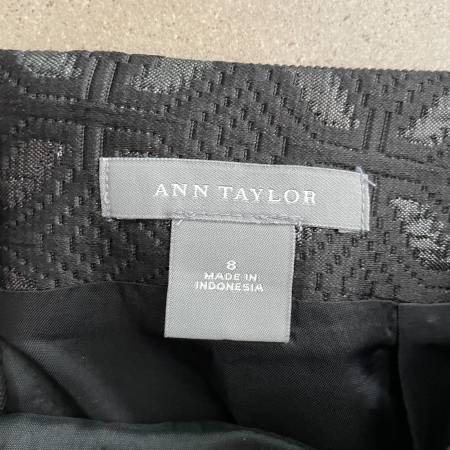 ANN TAYLOR
8
MADE IN
INDONESIA